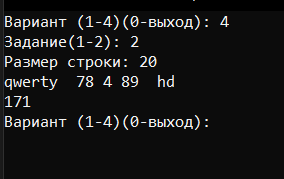 Вариант (1-4)(0-выход): 4
Задание(1-2): 2
Размер строки: 20
qwerty  78 4 89  hd
171
Вариант (1-4)(0-выход):